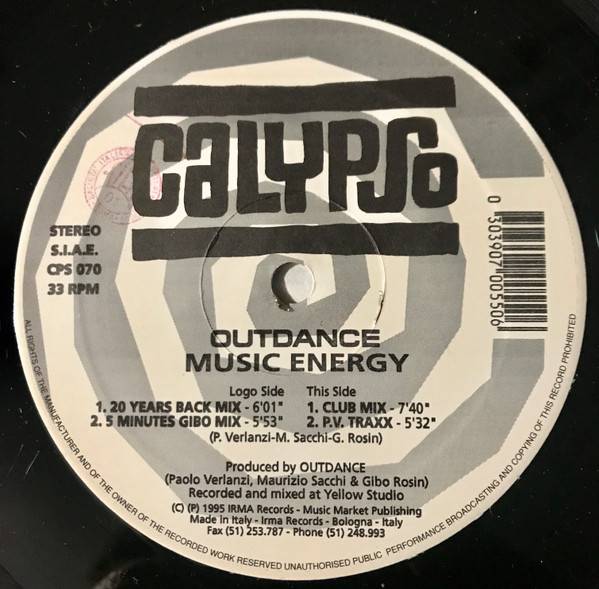 CALYPSO
STEREO
S.I.A.E.
CPS 070
33 RPM
0 303907 005506
OUTDANCE
MUSIC ENERGY
Logo Side This Side
1. 20 YEARS BACK MIX - 6'01" 1. CLUB MIX - 7'40"
2. 5 MINUTES GIBO MIX - 5'53" 2. P.V. TRAXX - 5'32"
(P. Verlanzi-M. Sacchi-G. Rosin)
Produced by OUTDANCE
(Paolo Verlanzi, Maurizio Sacchi & Gibo Rosin)
Recorded and mixed at Yellow Studio
(C) (P) 1995 IRMA Records - Music Market Publishing
Made in Italy - Irma Records - Bologna - Italy
Fax (51) 253.787 - Phone (51) 248.993
ALL RIGHTS OF THE MANUFACTURER AND OF THE OWNER OF THE RECORDED WORK RESERVED UNAUTHORISED PUBLIC PERFORMANCE BROADCASTING AND COPYING OF THIS RECORD PROHIBITED